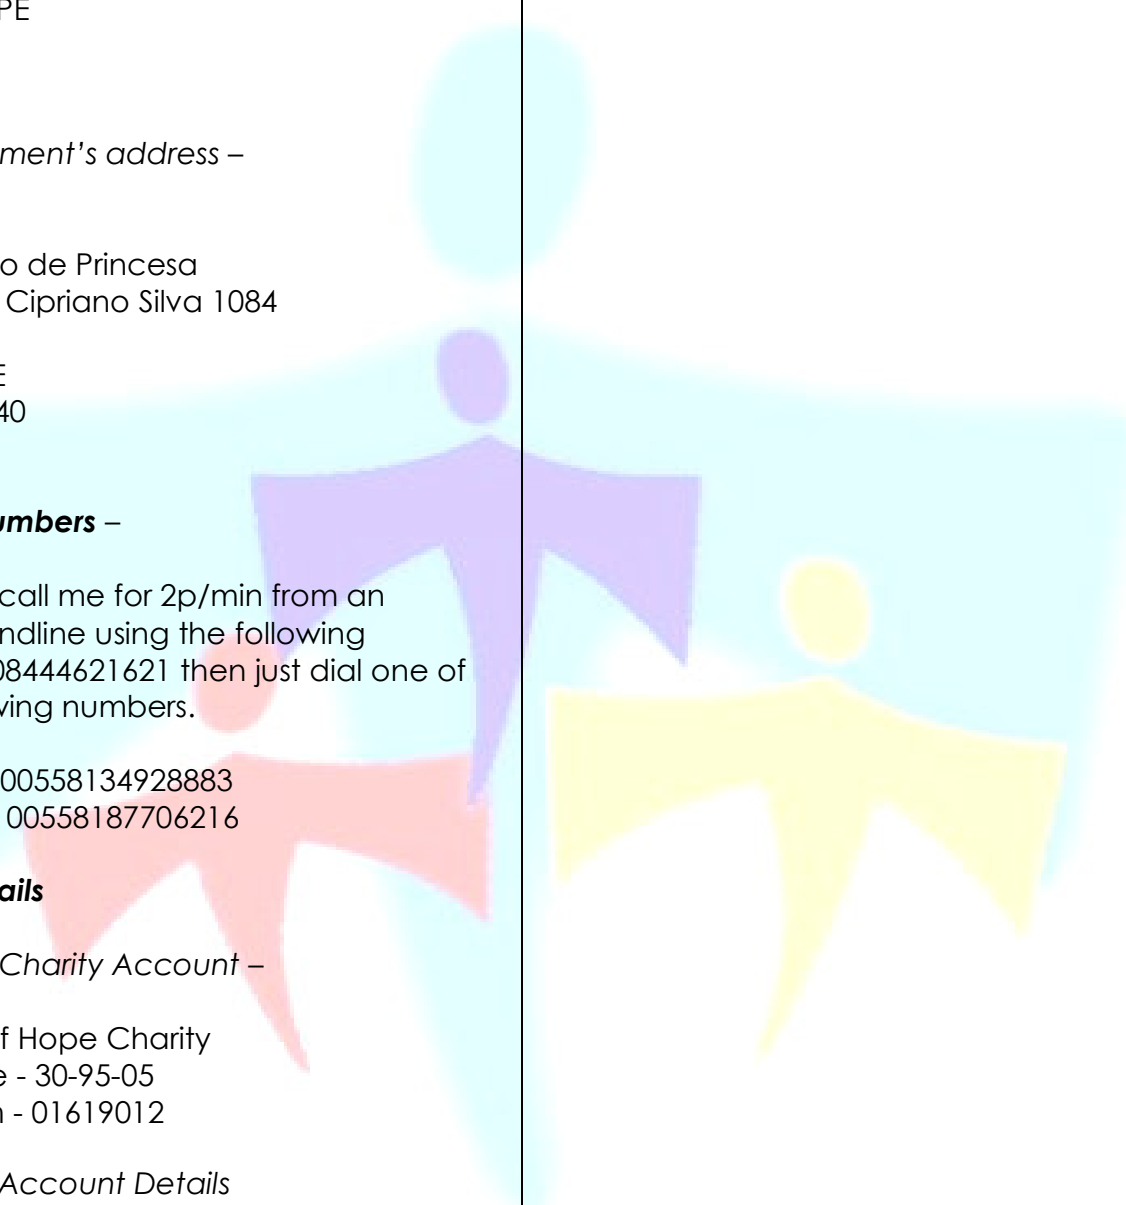 PE
ment's address –
o de Princesa
Cipriano Silva 1084
E
40
umbers –
call me for 2p/min from an
ndline using the following
08444621621 then just dial one of
wing numbers.
00558134928883
00558187706216
ails
Charity Account –
f Hope Charity
e - 30-95-05
n - 01619012
Account Details